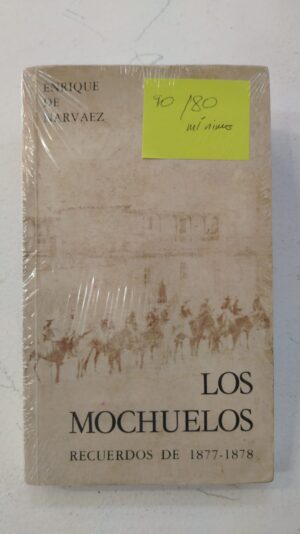 ENRIQUE
DE
NARVAEZ
90/80
mínimo
LOS
MOCHUELOS
RECUERDOS DE 1877-1878